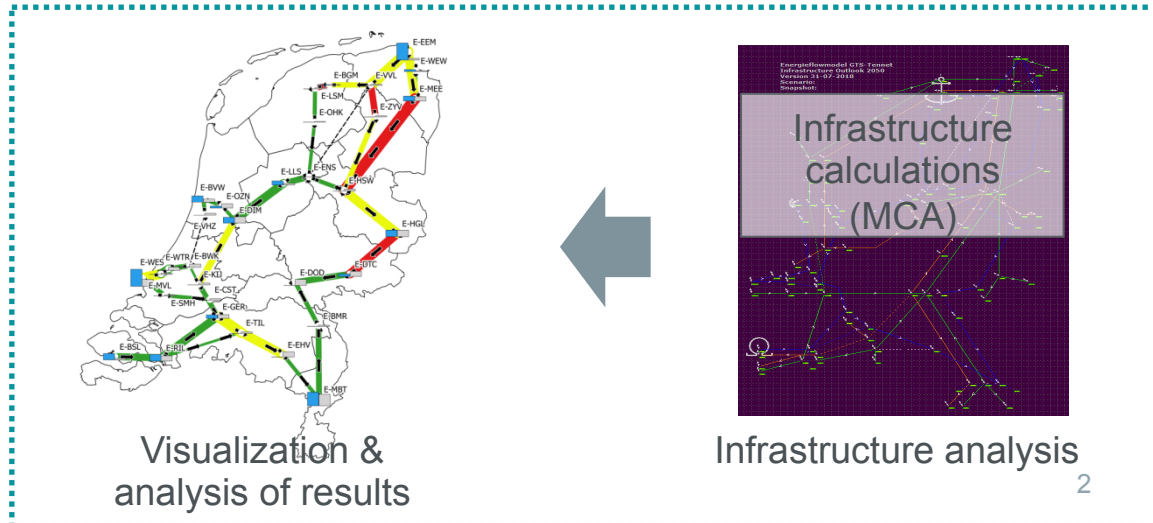 E-EEM
E-WEW
E-BGM
E-VVL
E-MEE
E-LSM
E-ZYV
E-OHK
E-ENS
E-LLS
E-HSW
E-BVW
E-OZN
E-DIM
E-VHZ
E-HGL
E-WTR
E-BWK
E-WES
E-DTC
E-KIJ
E-DOD
E-MVL
E-CST
E-SMH
E-GER
E-BMR
E-TIL
E-BSL
E-RIL
E-EHV
E-MBT
Visualization &
analysis of results
Energieflowmodel GTS-Tennet
Infrastructure Outlook 2050
Version 31-07-2018
Scenario:
Snapshot:
Infrastructure
calculations
(MCA)
Infrastructure analysis
2